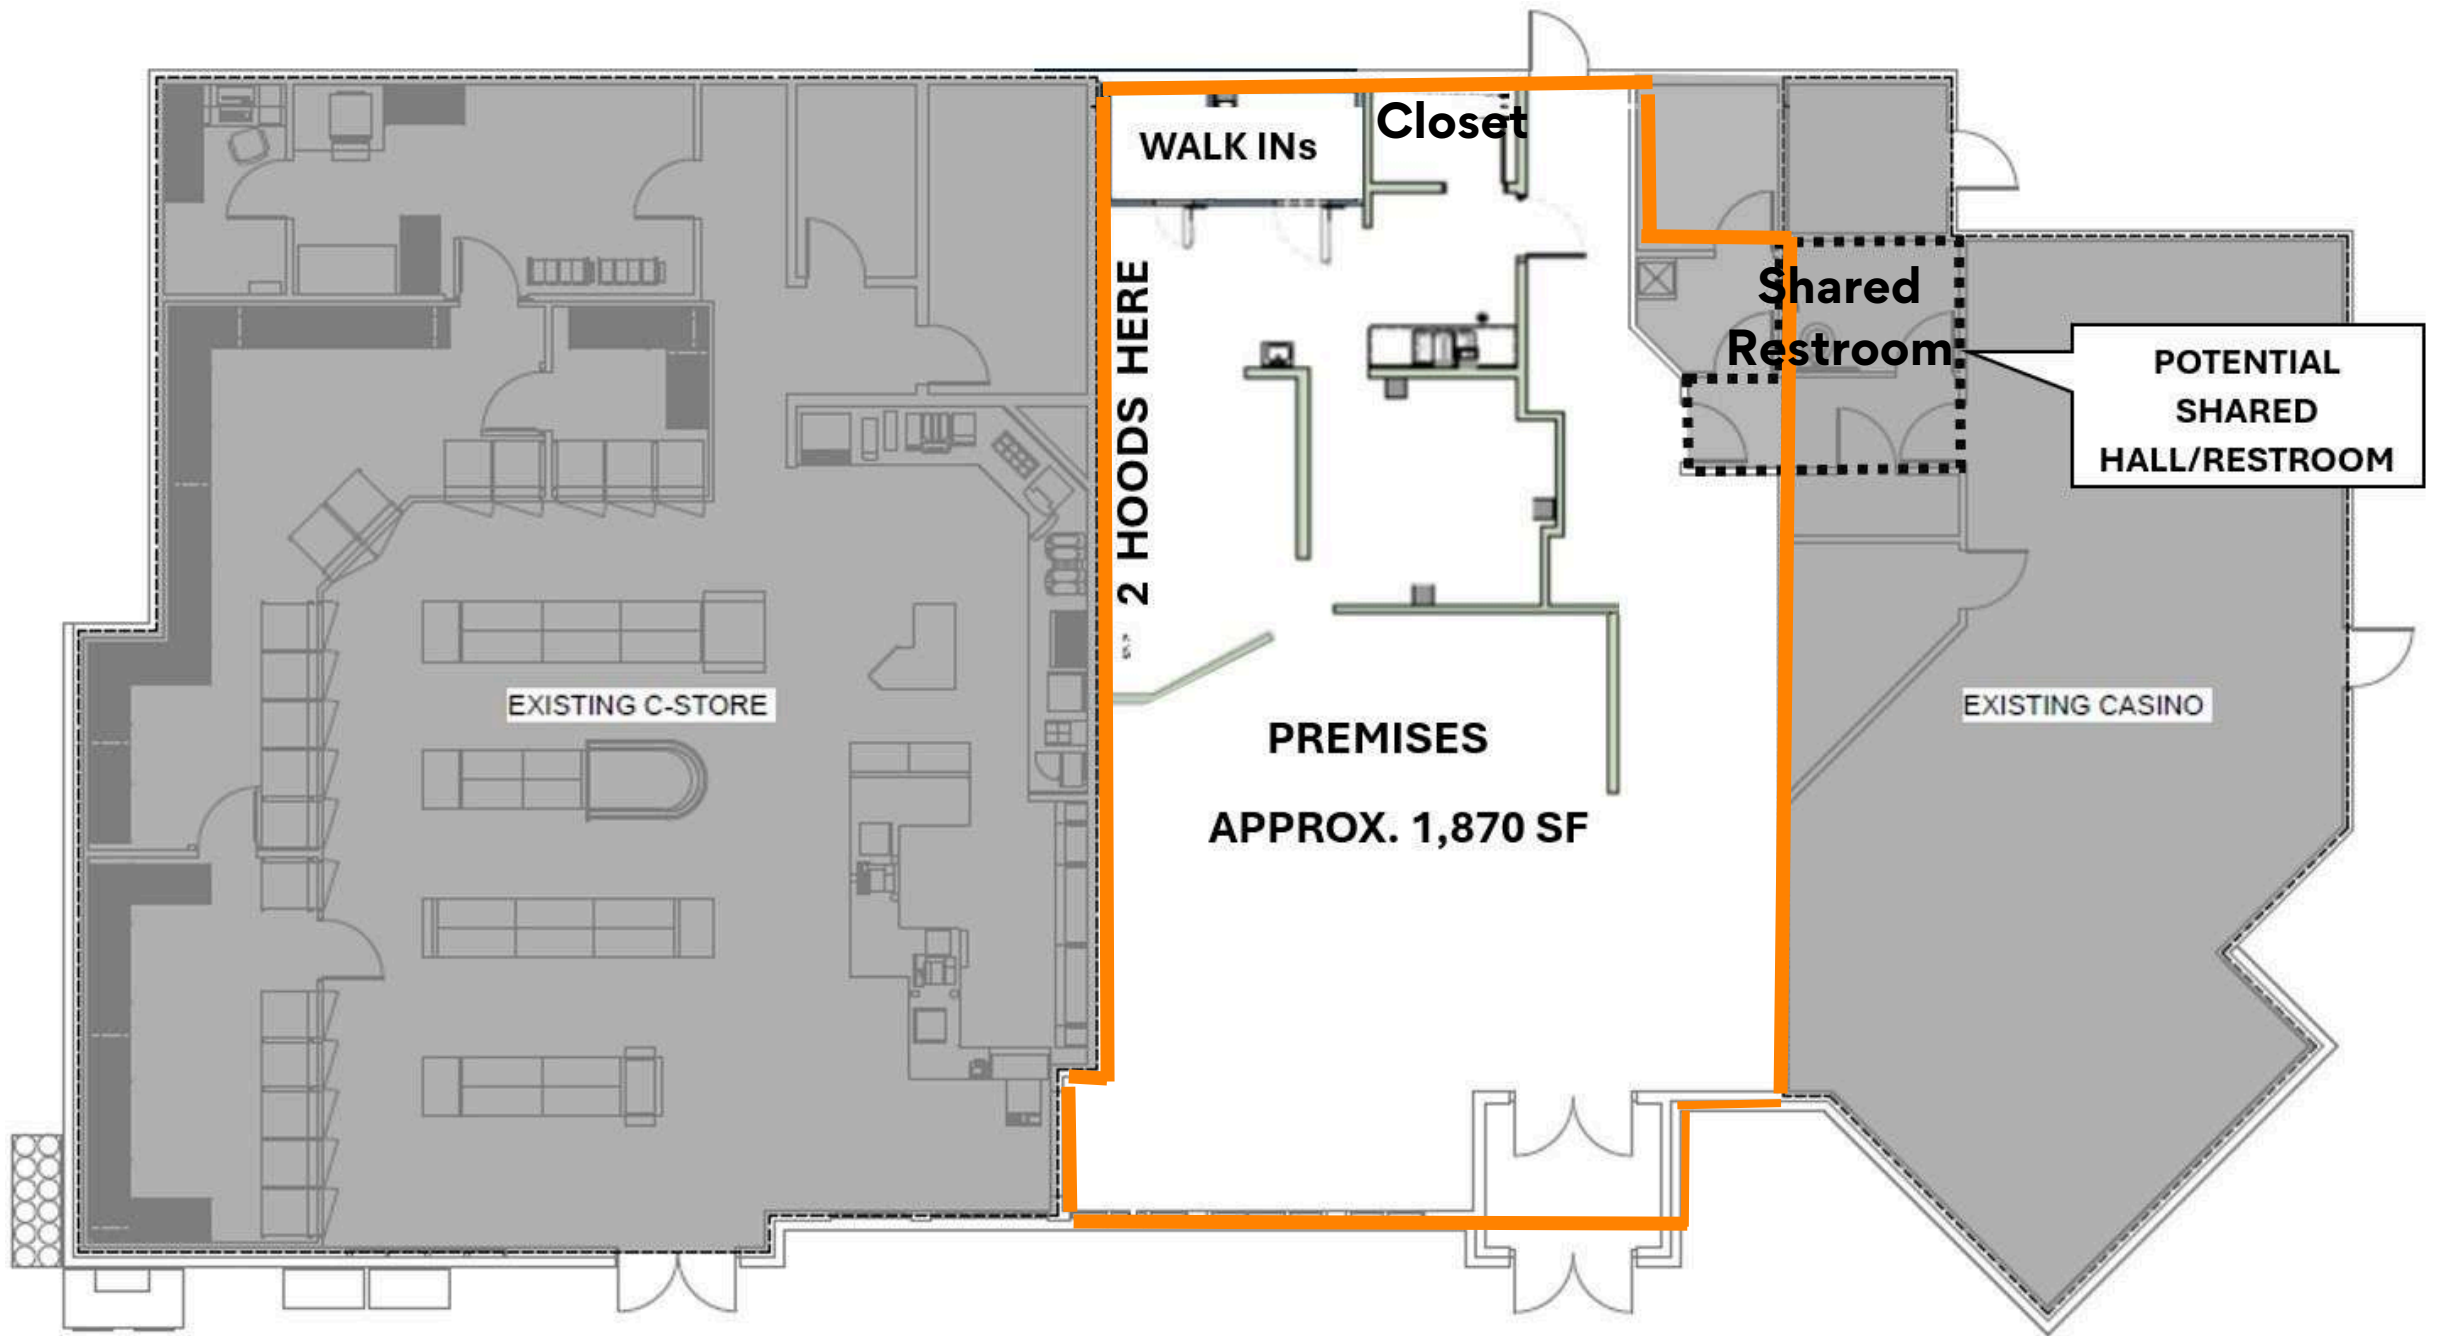 Closet
WALK INs
2 HOODS HERE
Shared
Restroom
POTENTIAL
SHARED
HALL/RESTROOM
EXISTING C-STORE
PREMISES
APPROX. 1,870 SF
EXISTING CASINO